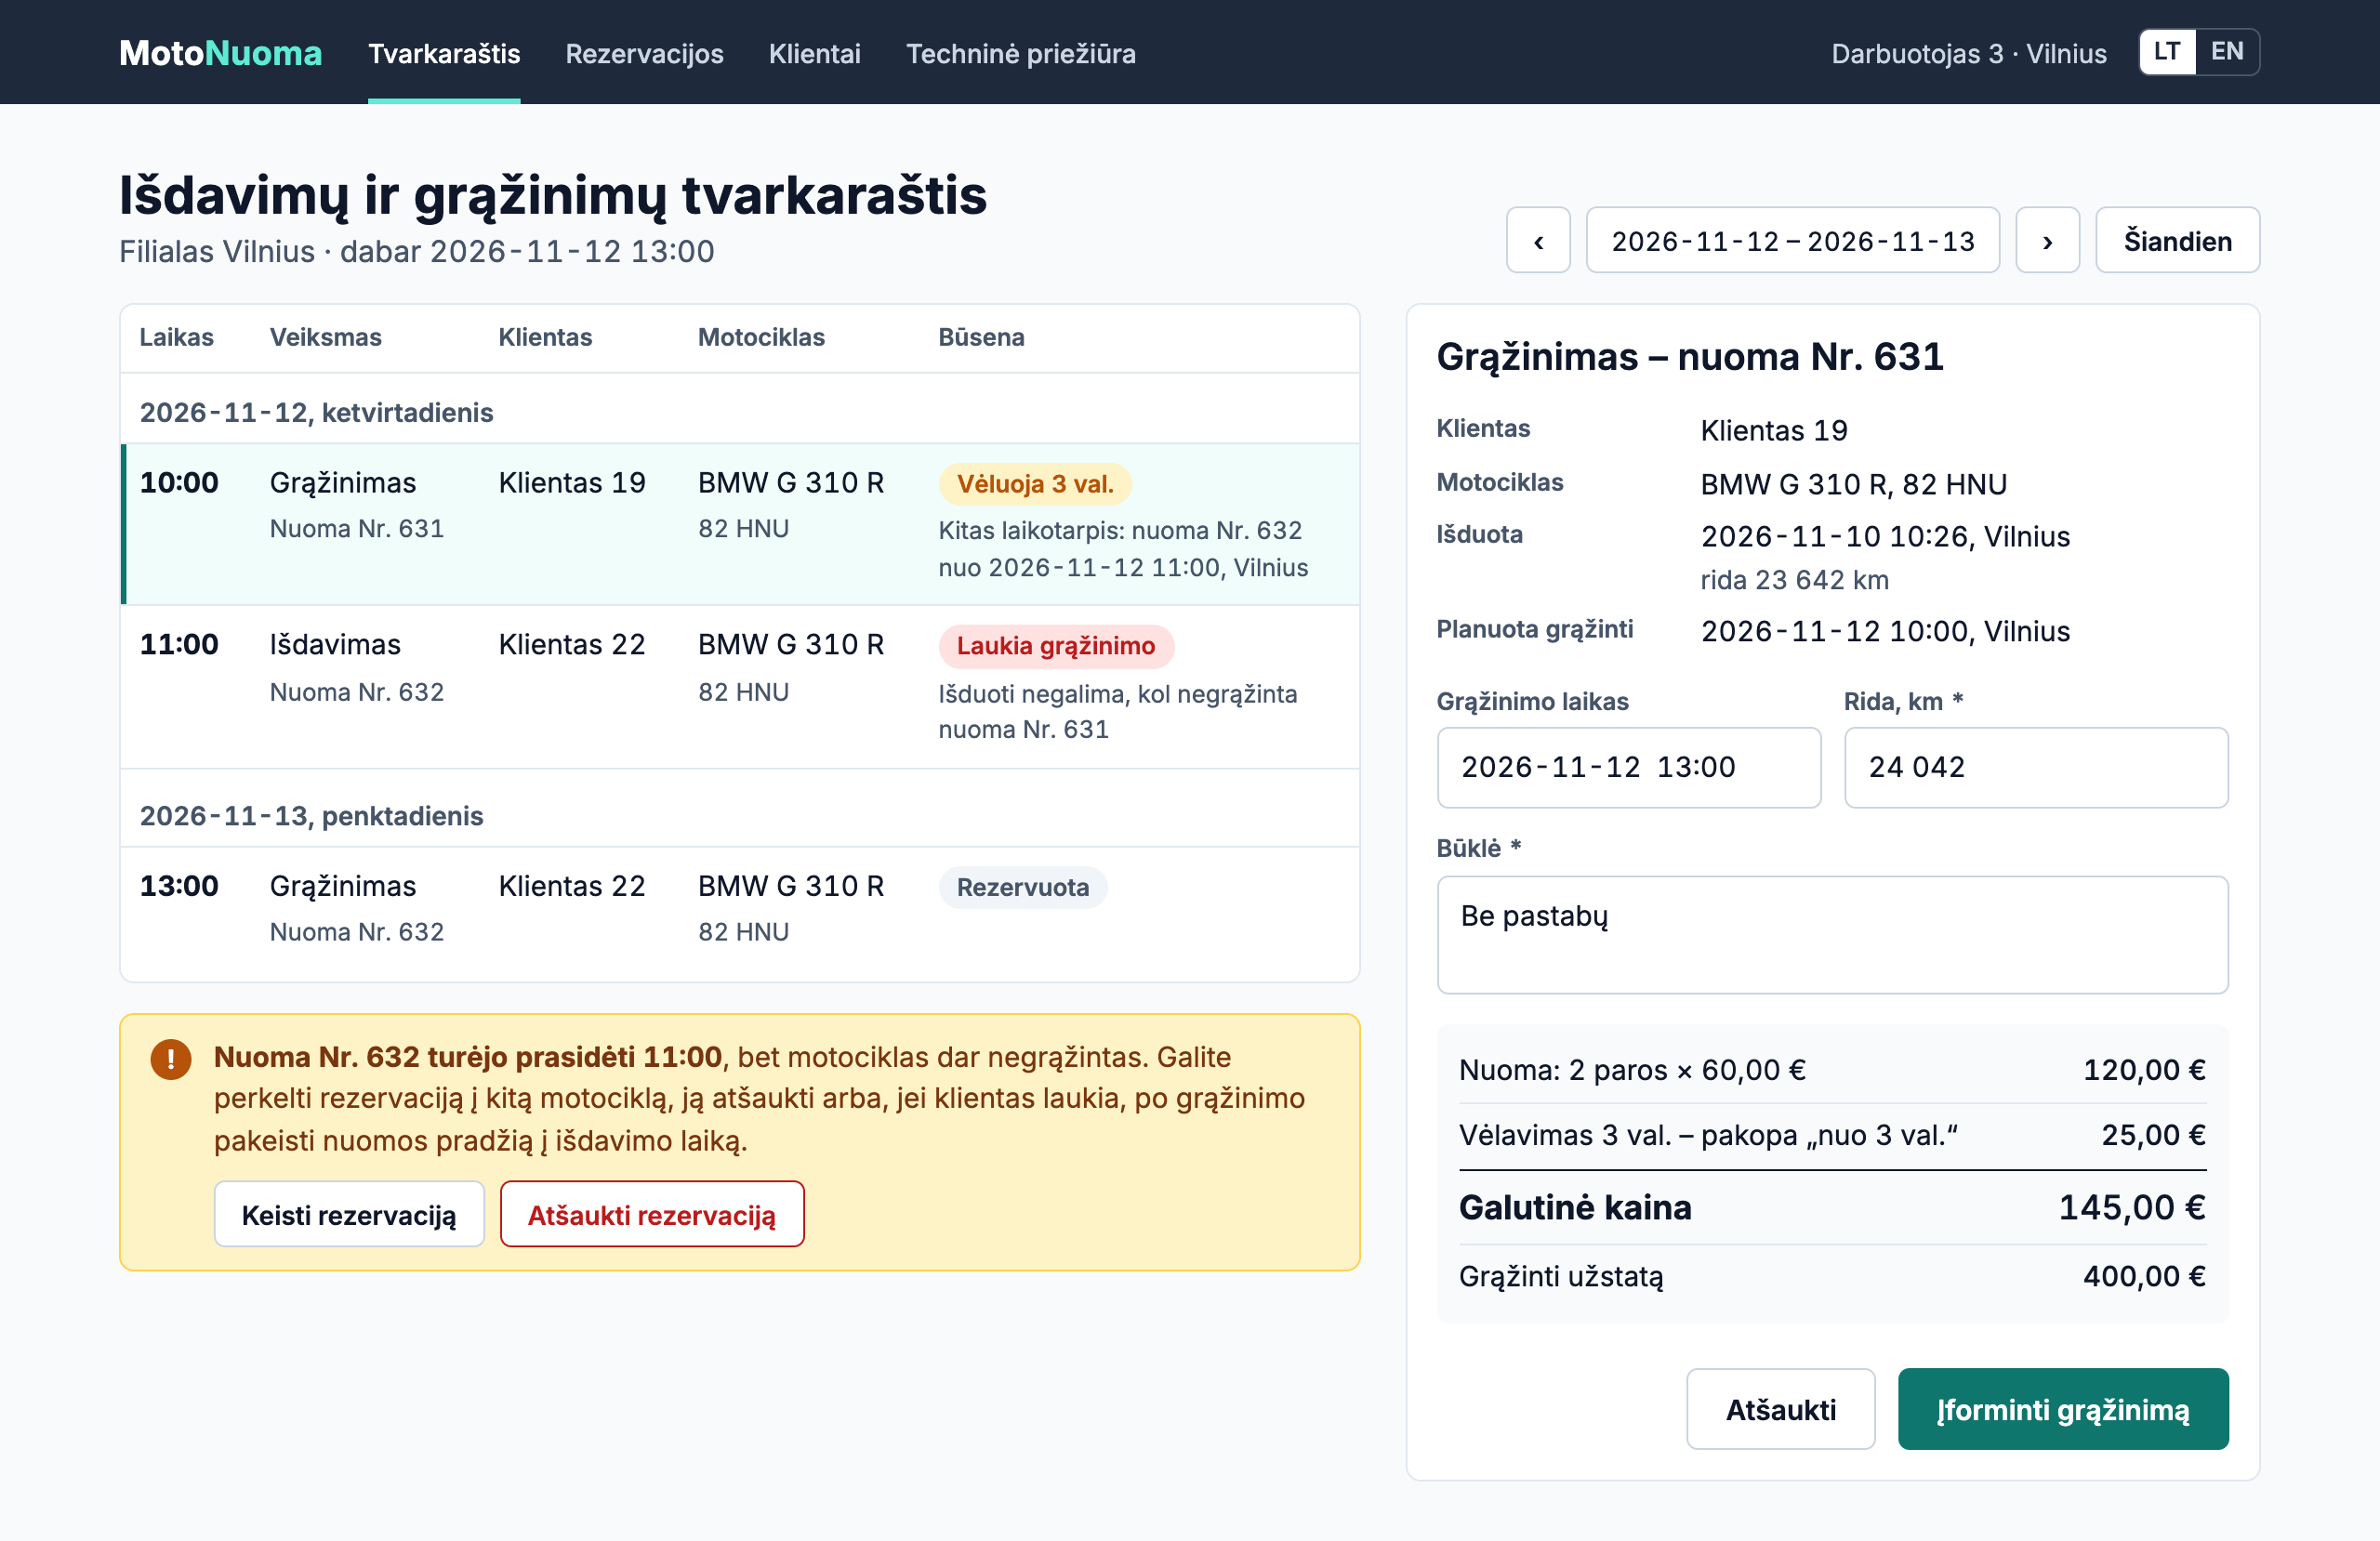 MotoNuoma Tvarkaraštis Rezervacijos Klientai Techninė priežiūra Darbuotojas 3 · Vilnius LT EN
Išdavimų ir grąžinimų tvarkaraštis
Filialas Vilnius · dabar 2026-11-12 13:00
‹ 2026-11-12 – 2026-11-13 › Šiandien
Laikas Veiksmas Klientas Motociklas Būsena
2026-11-12, ketvirtadienis
10:00 Grąžinimas Klientas 19 BMW G 310 R Vėluoja 3 val.
Nuoma Nr. 631 82 HNU Kitas laikotarpis: nuoma Nr. 632
nuo 2026-11-12 11:00, Vilnius
11:00 Išdavimas Klientas 22 BMW G 310 R Laukia grąžinimo
Nuoma Nr. 632 82 HNU Išduoti negalima, kol negrąžinta
nuoma Nr. 631
2026-11-13, penktadienis
13:00 Grąžinimas Klientas 22 BMW G 310 R Rezervuota
Nuoma Nr. 632 82 HNU
! Nuoma Nr. 632 turėjo prasidėti 11:00, bet motociklas dar negrąžintas. Galite
perkelti rezervaciją į kitą motociklą, ją atšaukti arba, jei klientas laukia, po grąžinimo
pakeisti nuomos pradžią į išdavimo laiką.
Keisti rezervaciją Atšaukti rezervaciją
Grąžinimas – nuoma Nr. 631
Klientas Klientas 19
Motociklas BMW G 310 R, 82 HNU
Išduota 2026-11-10 10:26, Vilnius
rida 23 642 km
Planuota grąžinti 2026-11-12 10:00, Vilnius
Grąžinimo laikas Rida, km *
2026-11-12 13:00 24 042
Būklė *
Be pastabų
Nuoma: 2 paros × 60,00 € 120,00 €
Vėlavimas 3 val. – pakopa „nuo 3 val.“ 25,00 €
Galutinė kaina 145,00 €
Grąžinti užstatą 400,00 €
Atšaukti Įforminti grąžinimą